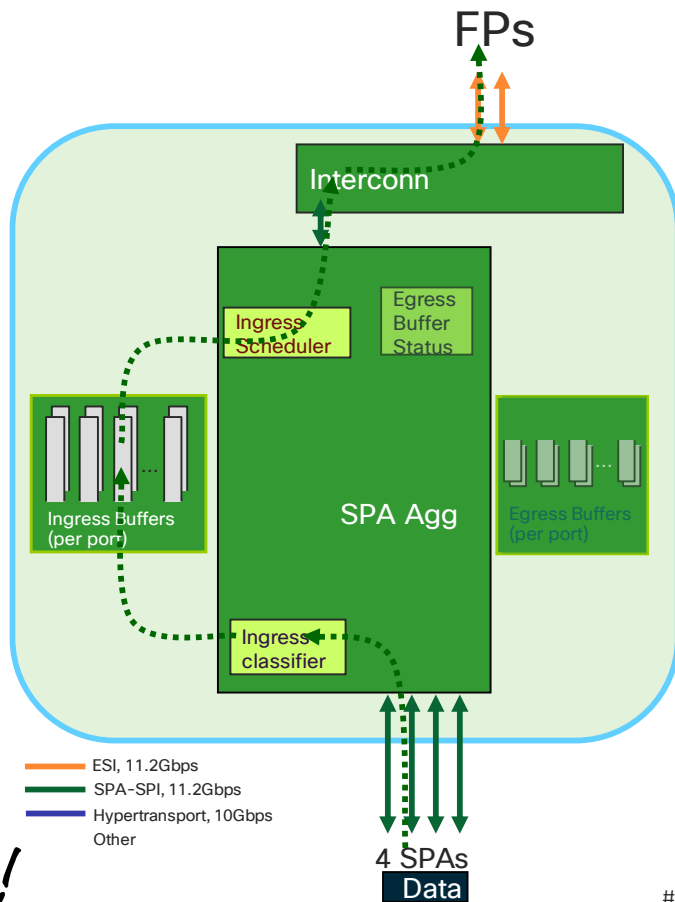 FPs
Interconn
Ingress
Scheduler
Egress
Buffer
Status
...
...
Ingress Buffers
(per port)
SPA Agg
Egress Buffers
(per port)
Ingress
classifier
ESI, 11.2Gbps
SPA-SPI, 11.2Gbps
Hypertransport, 10Gbps
Other
4 SPAs
Data
#